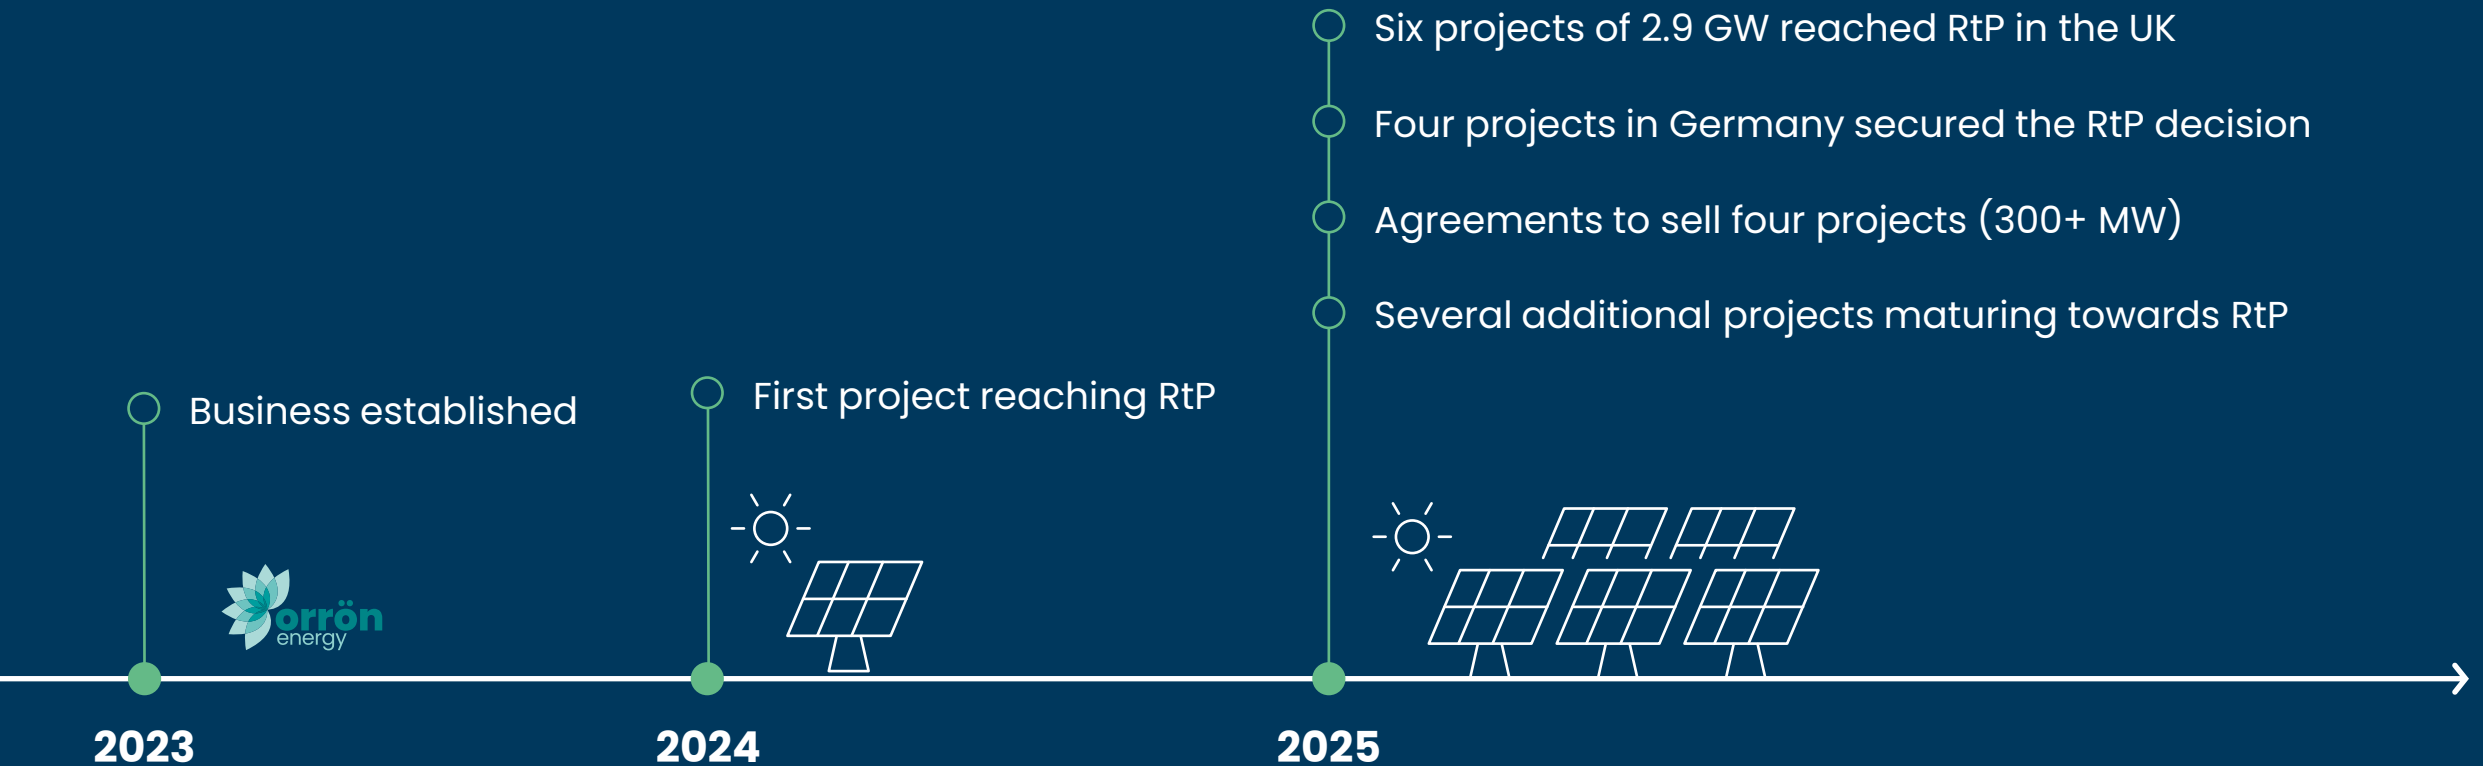 Six projects of 2.9 GW reached RtP in the UK
Four projects in Germany secured the RtP decision
Agreements to sell four projects (300+ MW)
Several additional projects maturing towards RtP
Business established
First project reaching RtP
orrön
energy
2023
2024
2025